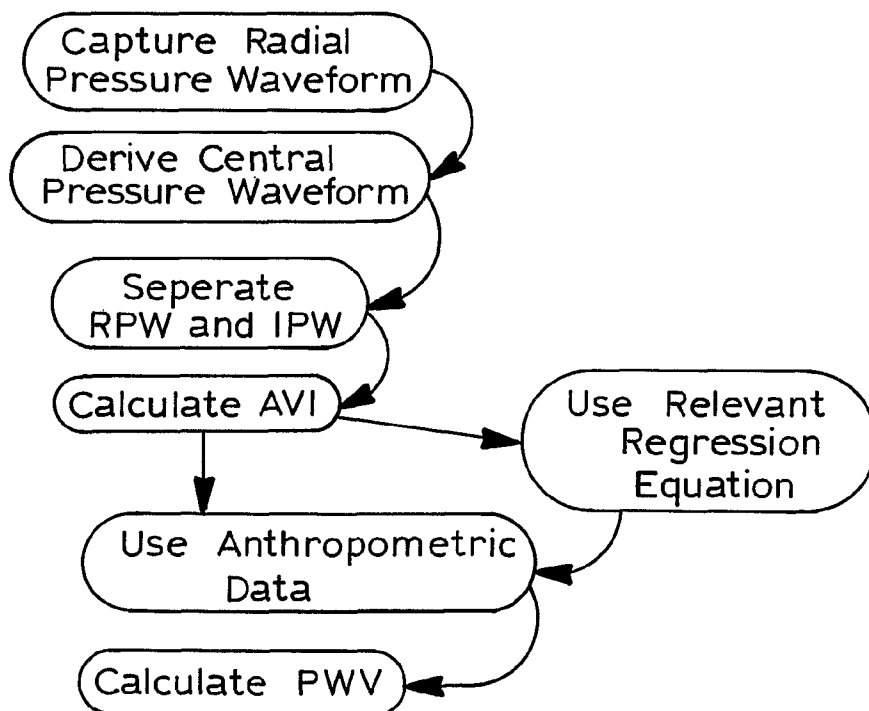 Capture Radial
Pressure Waveform
Derive Central
Pressure Waveform
Seperate
RPW and IPW
Calculate AVI
Use Relevant
Regression
Equation
Use Anthropometric
Data
Calculate PWV